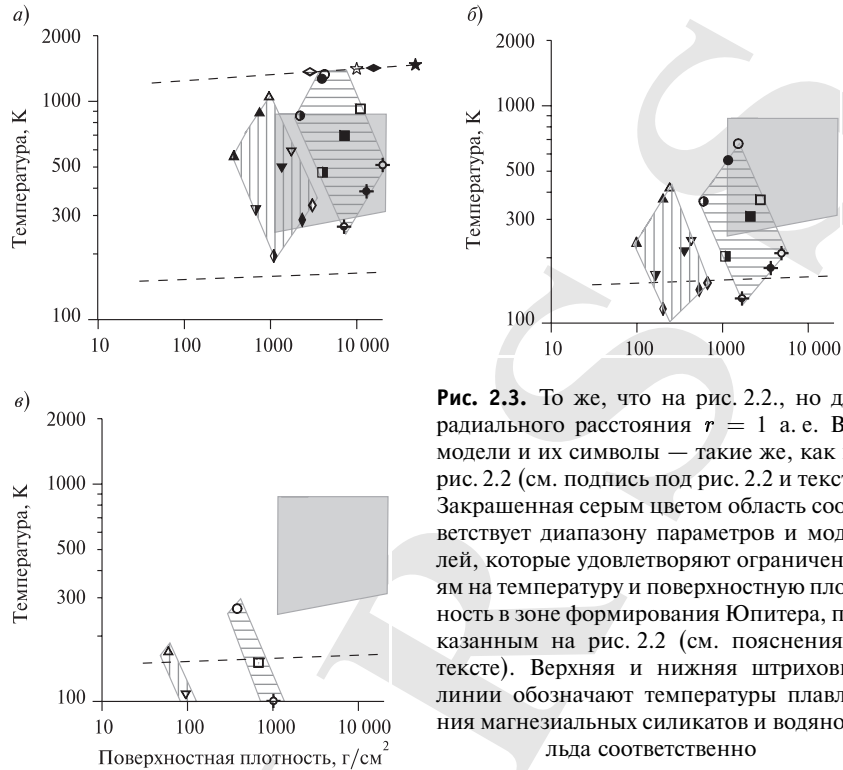 а)
Температура, К
2000
1000
500
300
100
10
100
1000
10 000
б)
Температура, К
2000
1000
500
300
100
10
100
1000
10 000
в)
Температура, К
2000
1000
500
300
100
10
100
1000
10 000
Поверхностная плотность, г/см²
Рис. 2.3. То же, что на рис. 2.2., но д
радиального расстояния r = 1 а. е. В
модели и их символы — такие же, как
рис. 2.2 (см. подпись под рис. 2.2 и текст
Закрашенная серым цветом область соо
ветствует диапазону параметров и мод
лей, которые удовлетворяют ограничен
ям на температуру и поверхностную пло
ность в зоне формирования Юпитера, п
казанным на рис. 2.2 (см. пояснения
тексте). Верхняя и нижняя штрихов
линии обозначают температуры плавл
ния магнезиальных силикатов и водяно
льда соответственно